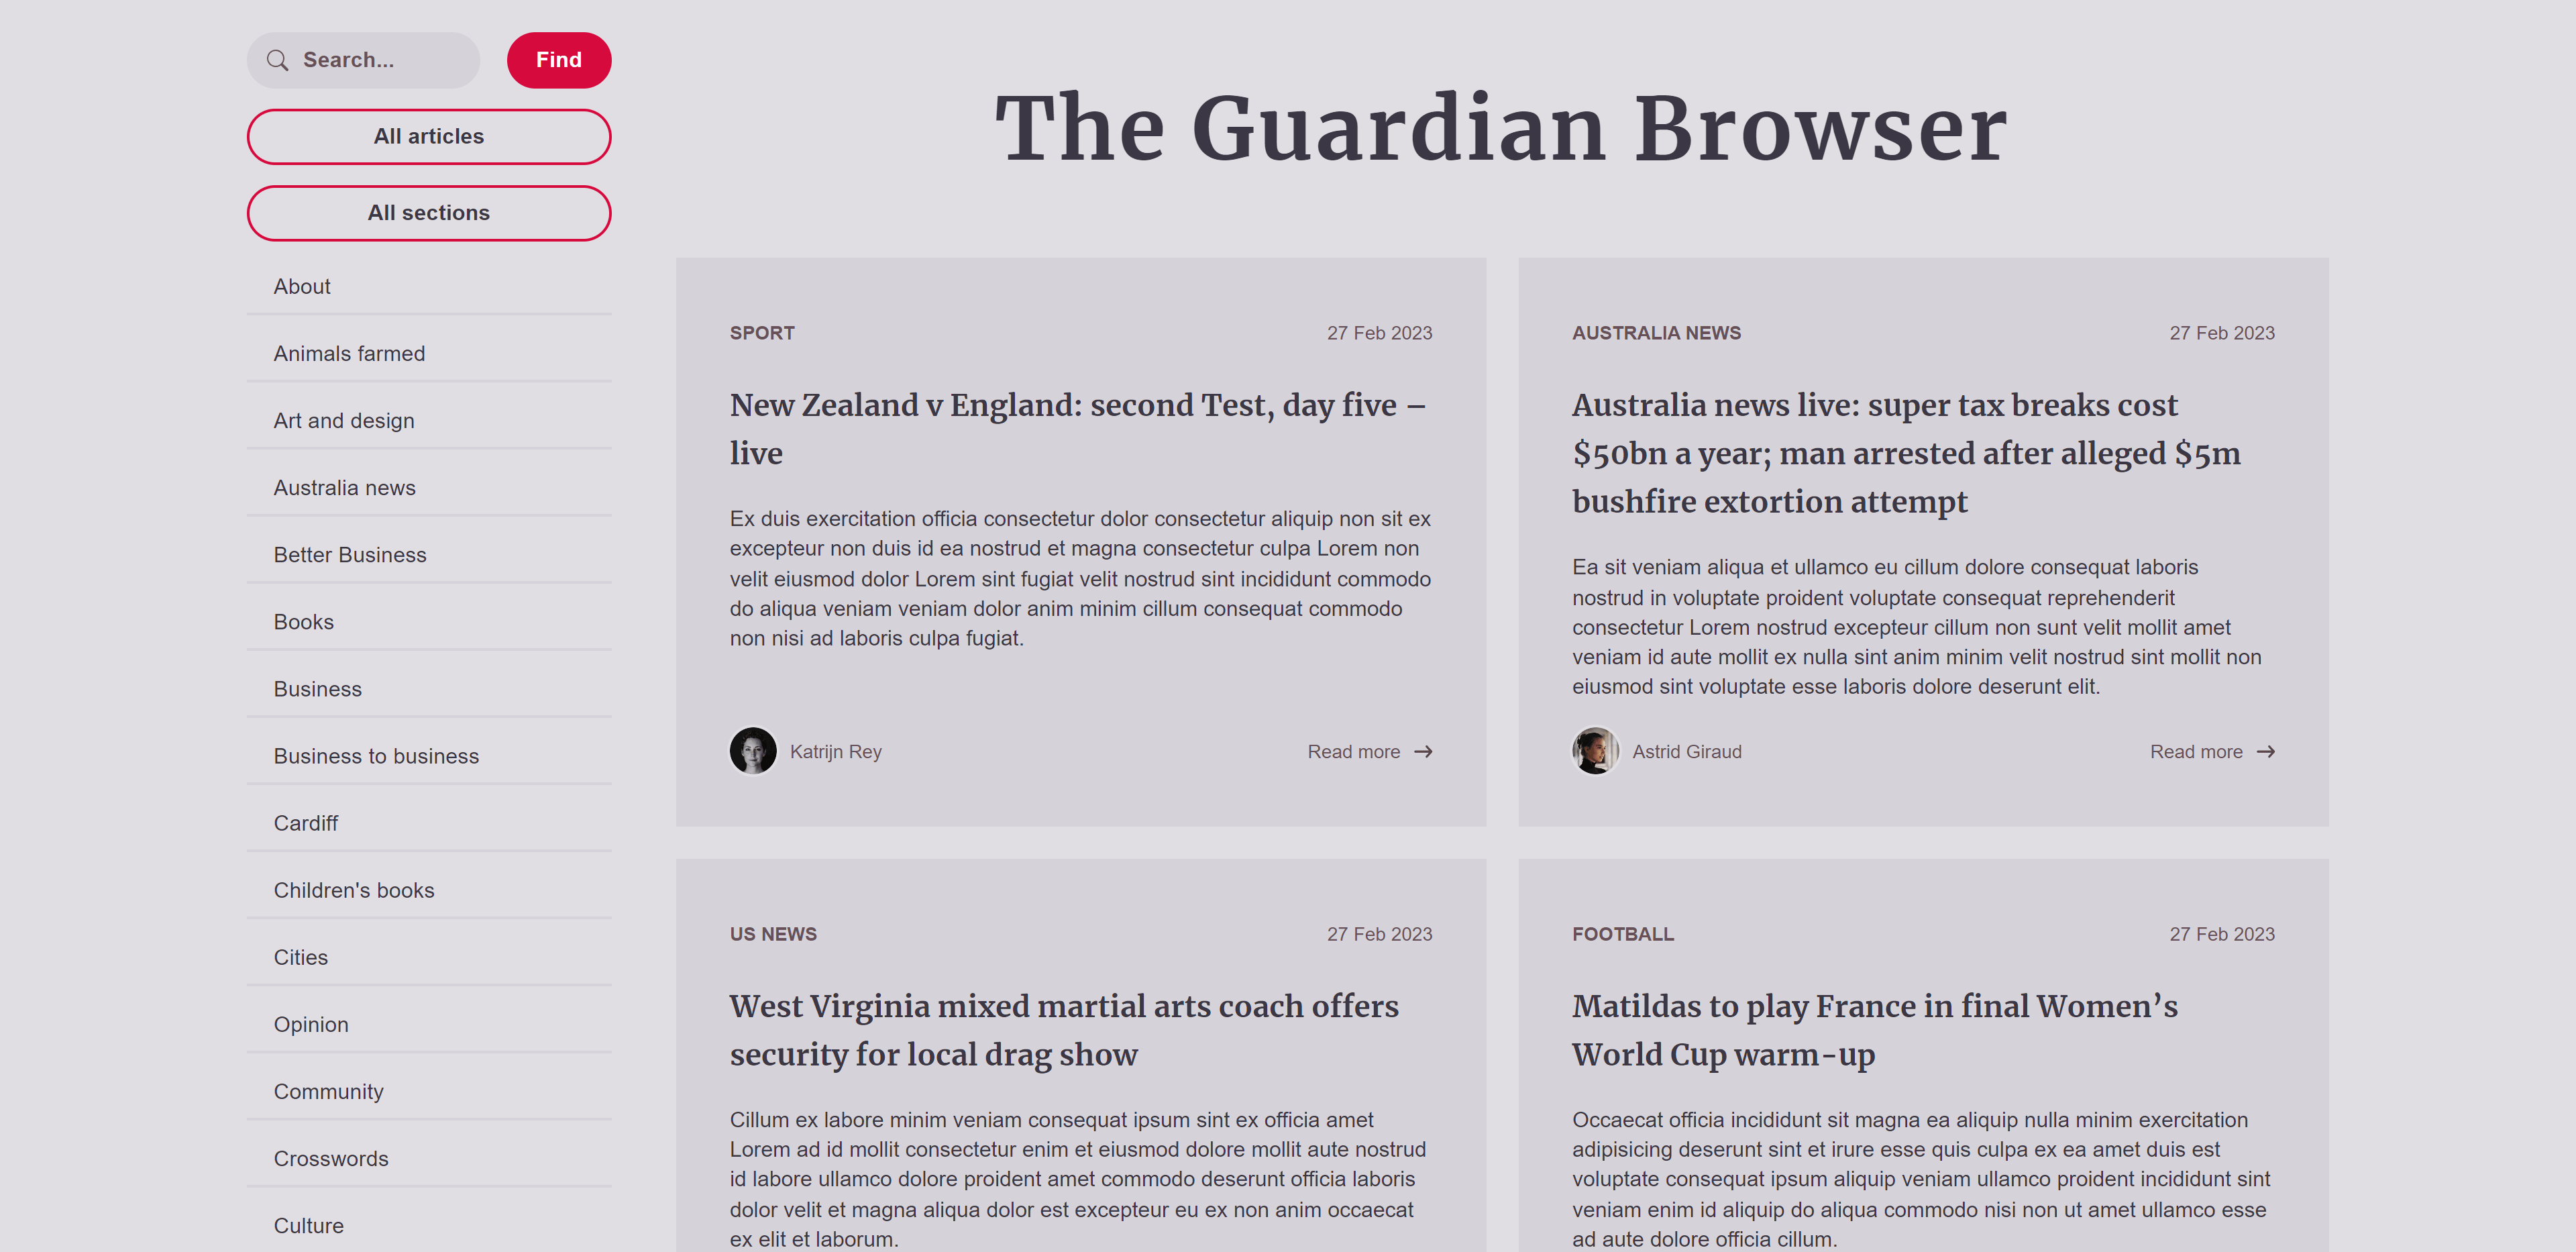 Search...
Find
All articles
All sections
About
Animals farmed
Art and design
Australia news
Better Business
Books
Business
Business to business
Cardiff
Children's books
Cities
Opinion
Community
Crosswords
Culture
The Guardian Browser
SPORT
27 Feb 2023
New Zealand v England: second Test, day five –
live
Ex duis exercitation officia consectetur dolor consectetur aliquip non sit ex
excepteur non duis id ea nostrud et magna consectetur culpa Lorem non
velit eiusmod dolor Lorem sint fugiat velit nostrud sint incididunt commodo
do aliqua veniam veniam dolor anim minim cillum consequat commodo
non nisi ad laboris culpa fugiat.
Katrijn Rey
Read more
AUSTRALIA NEWS
27 Feb 2023
Australia news live: super tax breaks cost
$50bn a year; man arrested after alleged $5m
bushfire extortion attempt
Ea sit veniam aliqua et ullamco eu cillum dolore consequat laboris
nostrud in voluptate proident voluptate consequat reprehenderit
consectetur Lorem nostrud excepteur cillum non sunt velit mollit amet
veniam id aute mollit ex nulla sint anim minim velit nostrud sint mollit non
eiusmod sint voluptate esse laboris dolore deserunt elit.
Astrid Giraud
Read more
US NEWS
27 Feb 2023
West Virginia mixed martial arts coach offers
security for local drag show
Cillum ex labore minim veniam consequat ipsum sint ex officia amet
Lorem ad id mollit consectetur enim et eiusmod dolore mollit aute nostrud
id labore ullamco dolore proident amet commodo deserunt officia laboris
dolor velit et magna aliqua dolor est excepteur eu ex non anim occaecat
ex elit et laborum.
FOOTBALL
27 Feb 2023
Matildas to play France in final Women’s
World Cup warm-up
Occaecat officia incididunt sit magna ea aliquip nulla minim exercitation
adipisicing deserunt sint et irure esse quis culpa ex ea amet duis est
voluptate consequat ipsum aliquip veniam ullamco proident incididunt sint
veniam enim id aliquip do aliqua commodo nisi non ut amet ullamco esse
ad aute dolore officia cillum.